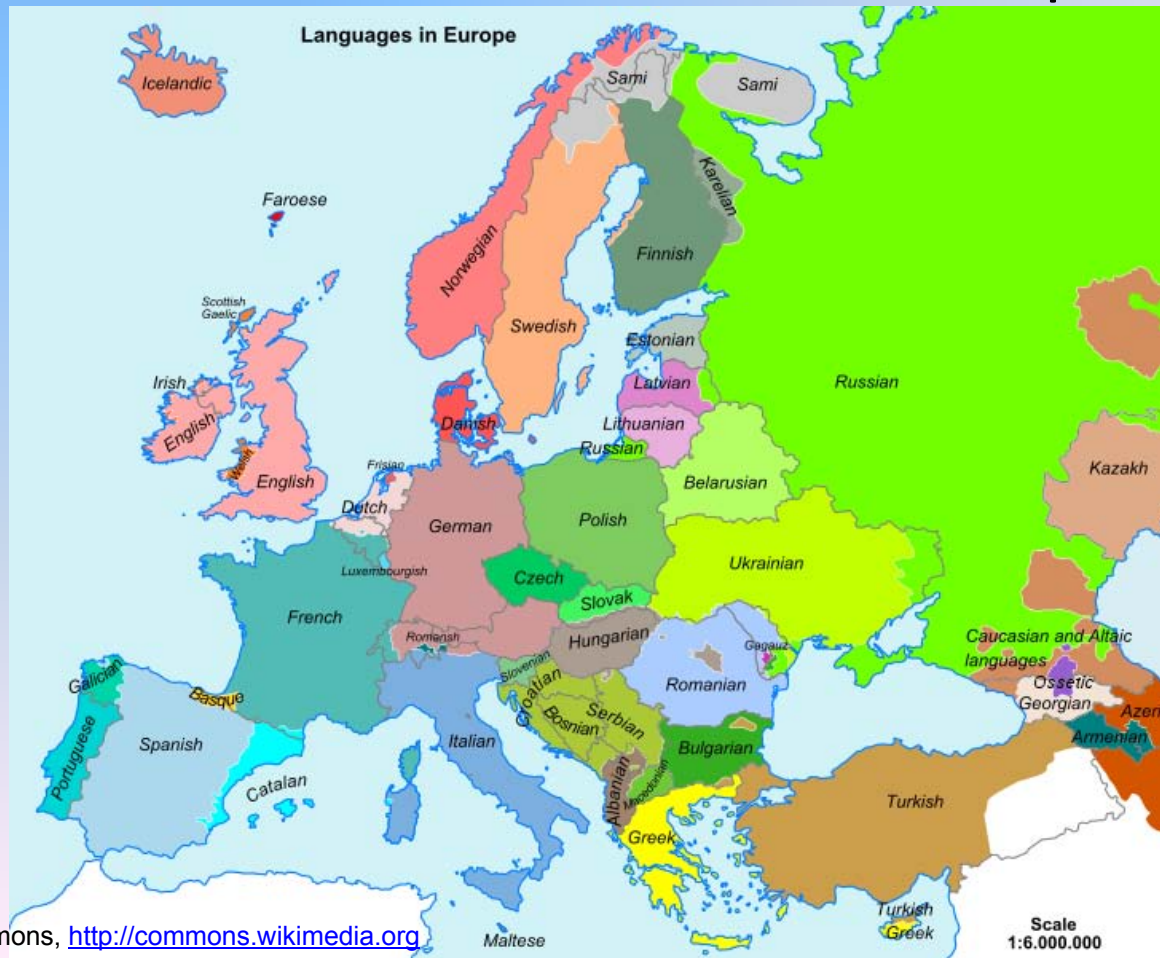 Languages in Europe
Icelandic
Sami
Sami
Faroese
Karelian
Norwegian
Finnish
Scottish
Gaelic
Swedish
Estonian
Irish
Latvian
Russian
English
Danish
Lithuanian
Russian
Welsh
English
Frisian
Dutch
Belarusian
Kazakh
German
Polish
Luxembourgish
Czech
Ukrainian
French
Slovak
Romansh
Hungarian
Gagauz
Caucasian and Altaic
languages
Galician
Slovenian
Croatian
Romanian
Ossetic
Basque
Georgian
Portuguese
Spanish
Italian
Bosnian
Serbian
Bulgarian
Azeri
Armenian
Catalan
Albanian
Macedonian
Turkish
Greek
Turkish
Greek
Maltese
Scale
1:6.000.000
mons, http://commons.wikimedia.org